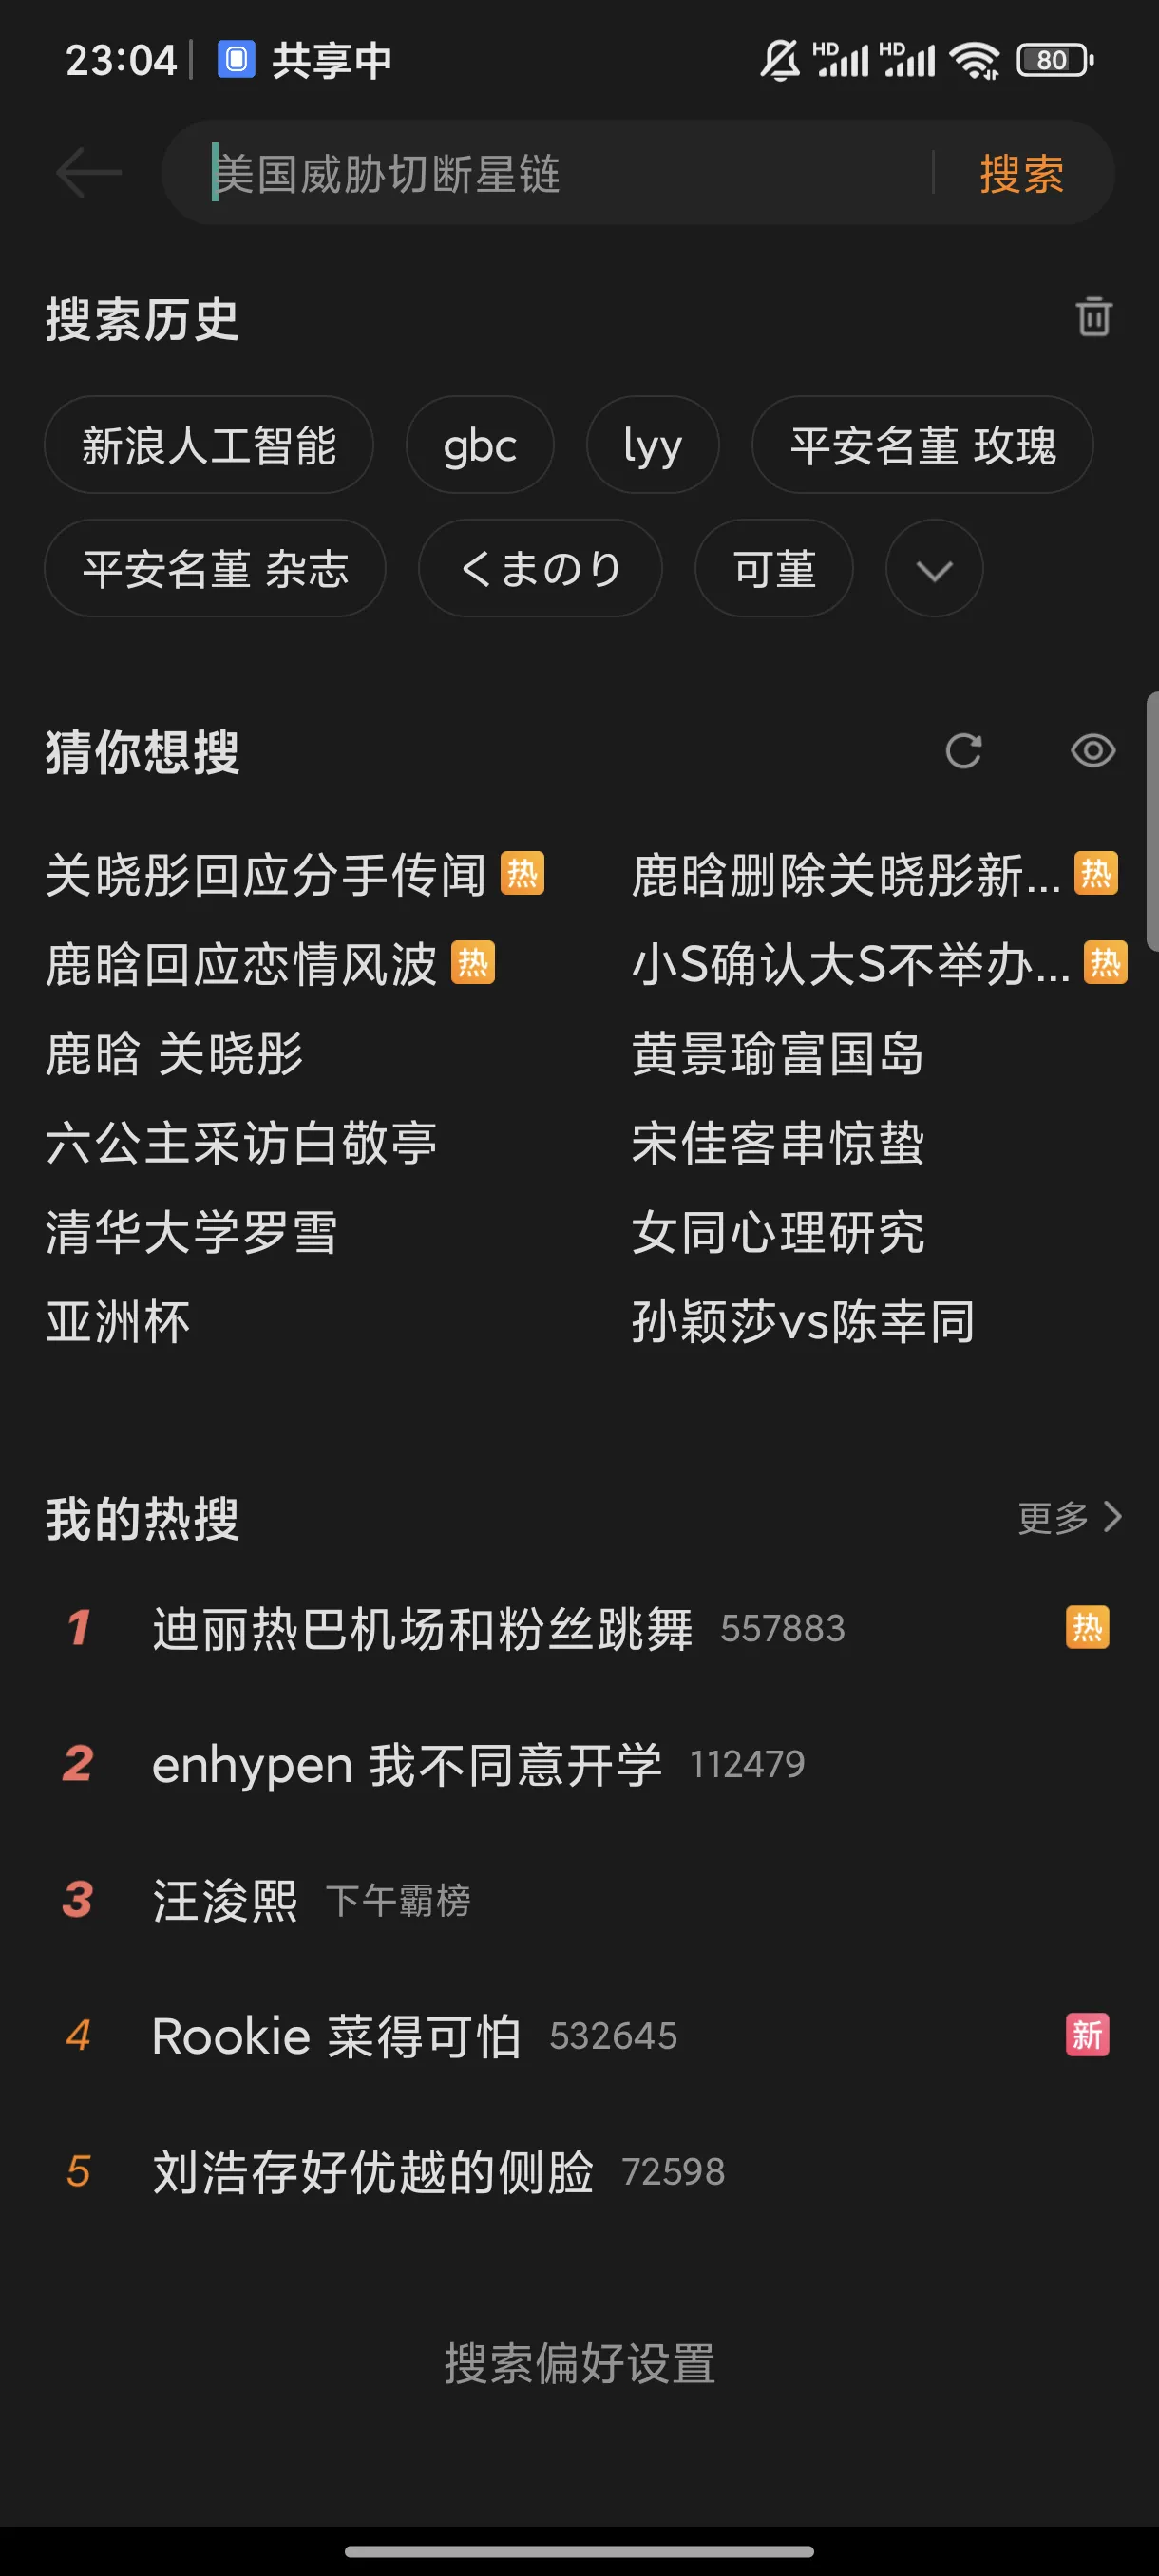 23:04 共享中 HD HD 80
美国威胁切断星链 搜索
搜索历史
新浪人工智能 gbc lyy 平安名堇 玫瑰
平安名堇 杂志 くまのり 可堇
猜你想搜
关晓彤回应分手传闻 热 鹿晗删除关晓彤新... 热
鹿晗回应恋情风波 热 小S确认大S不举办... 热
鹿晗 关晓彤 黄景瑜富国岛
六公主采访白敬亭 宋佳客串惊蛰
清华大学罗雪 女同心理研究
亚洲杯 孙颖莎vs陈幸同
我的热搜 更多
1 迪丽热巴机场和粉丝跳舞 557883 热
2 enhypen 我不同意开学 112479
3 汪浚熙 下午霸榜
4 Rookie 菜得可怕 532645 新
5 刘浩存好优越的侧脸 72598
搜索偏好设置